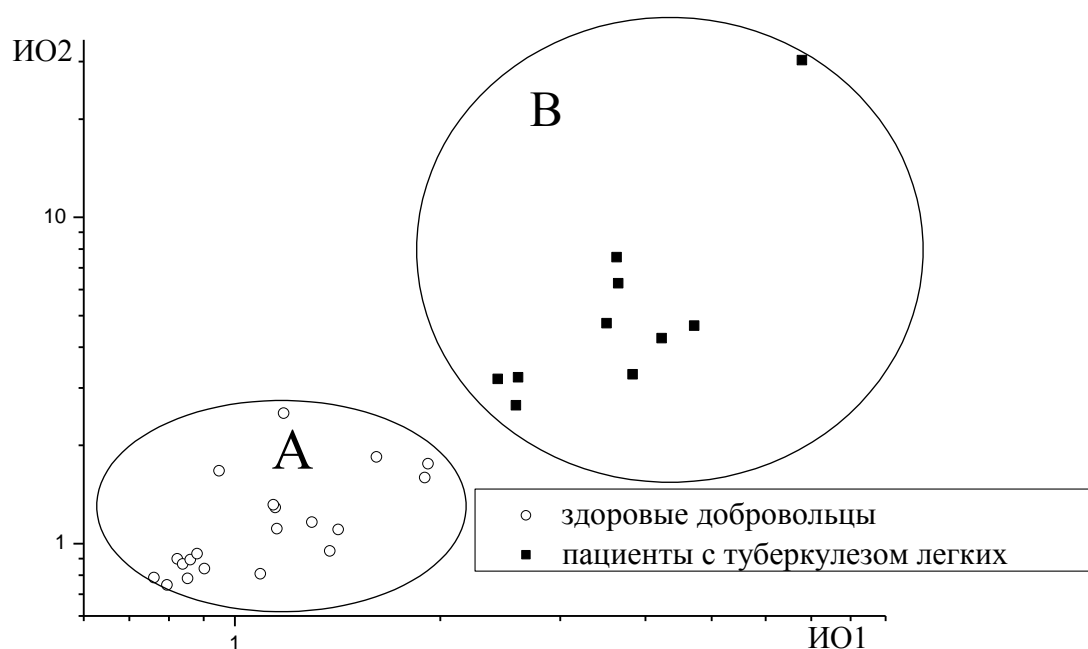 ИО2
B
10
A
здоровые добровольцы
пациенты с туберкулезом легких
1
1
ИО1